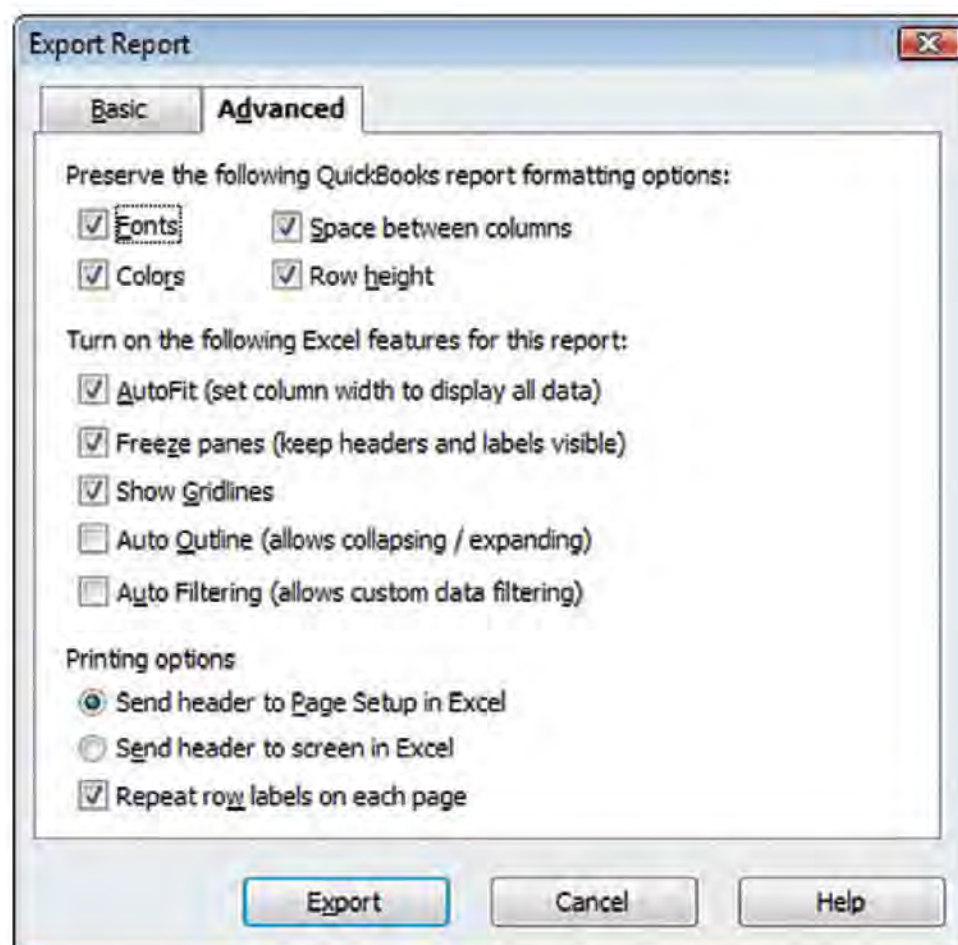 Export Report
Basic Advanced
Preserve the following QuickBooks report formatting options:
Fonts Space between columns
Colors Row height
Turn on the following Excel features for this report:
AutoFit (set column width to display all data)
Freeze panes (keep headers and labels visible)
Show Gridlines
Auto Outline (allows collapsing / expanding)
Auto Filtering (allows custom data filtering)
Printing options
Send header to Page Setup in Excel
Send header to screen in Excel
Repeat row labels on each page
Export Cancel Help